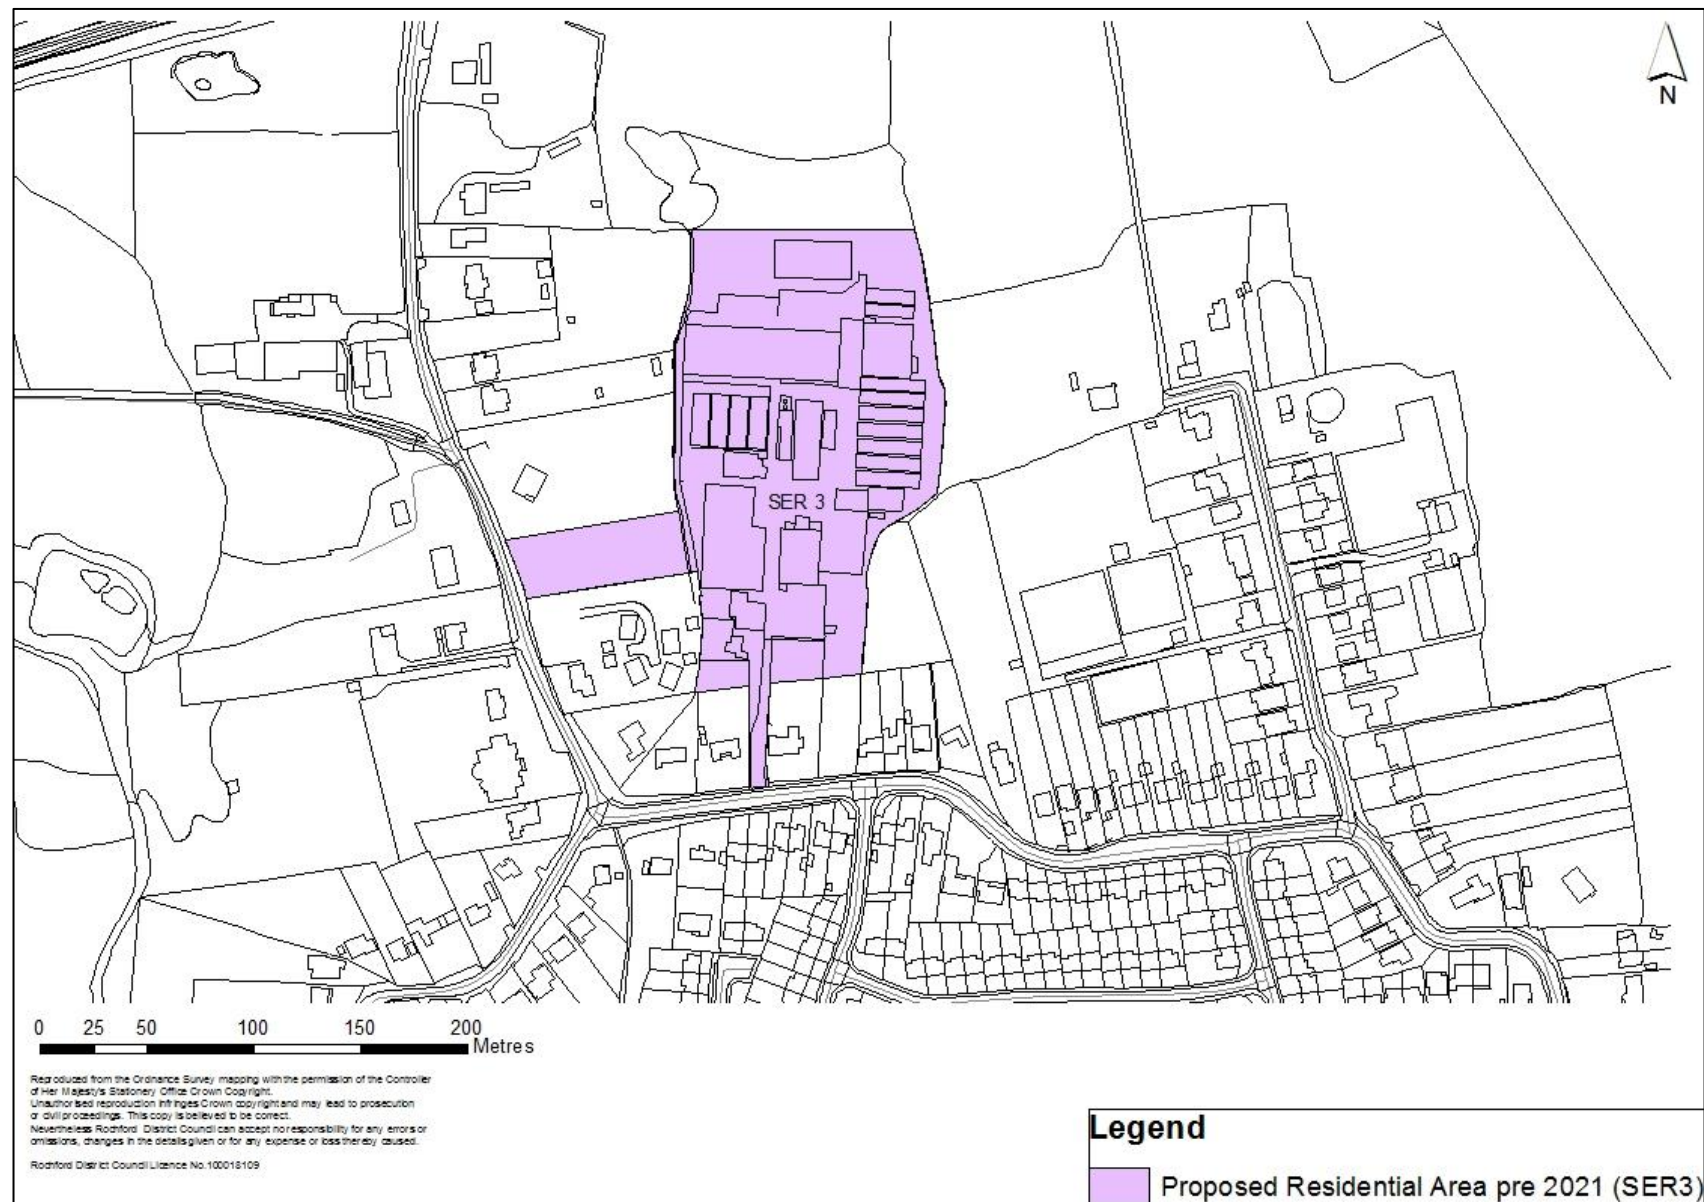 N
SER 3
0 25 50 100 150 200
Metres
Reproduced from the Ordnance Survey mapping with the permission of the Controller
of Her Majesty's Stationery Office Crown Copyright.
Unauthorised reproduction infringes Crown copyright and may lead to prosecution
or civil proceedings. This copy is believed to be correct.
Nevertheless Rochford District Council can accept no responsibility for any errors or
omissions, changes in the details given or for any expense or loss thereby caused.
Rochford District Council Licence No.100018109
Legend
Proposed Residential Area pre 2021 (SER3)